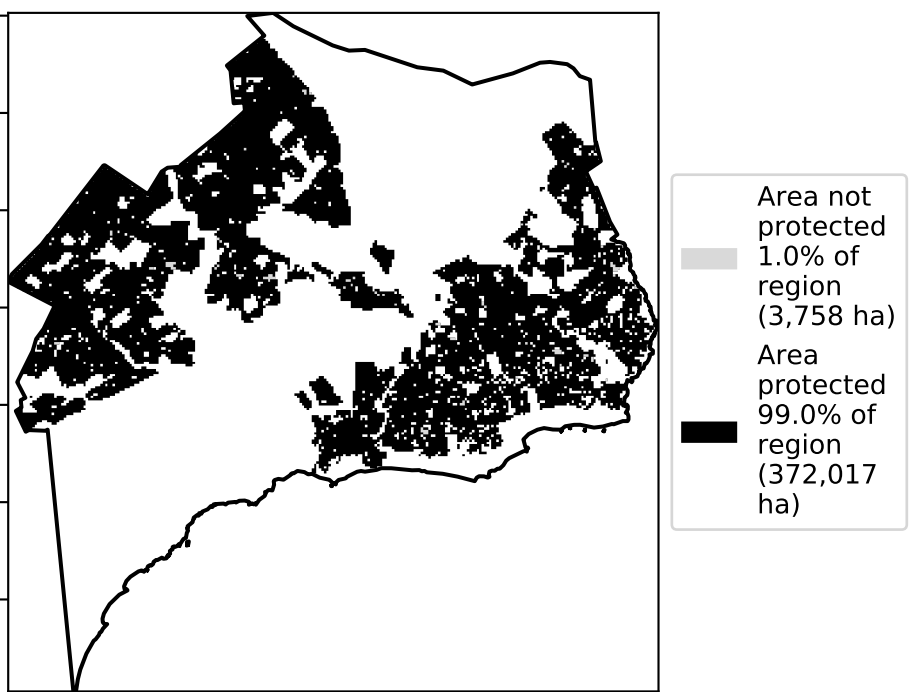 Area not
protected
1.0% of
region
(3,758 ha)
Area
protected
99.0% of
region
(372,017
ha)